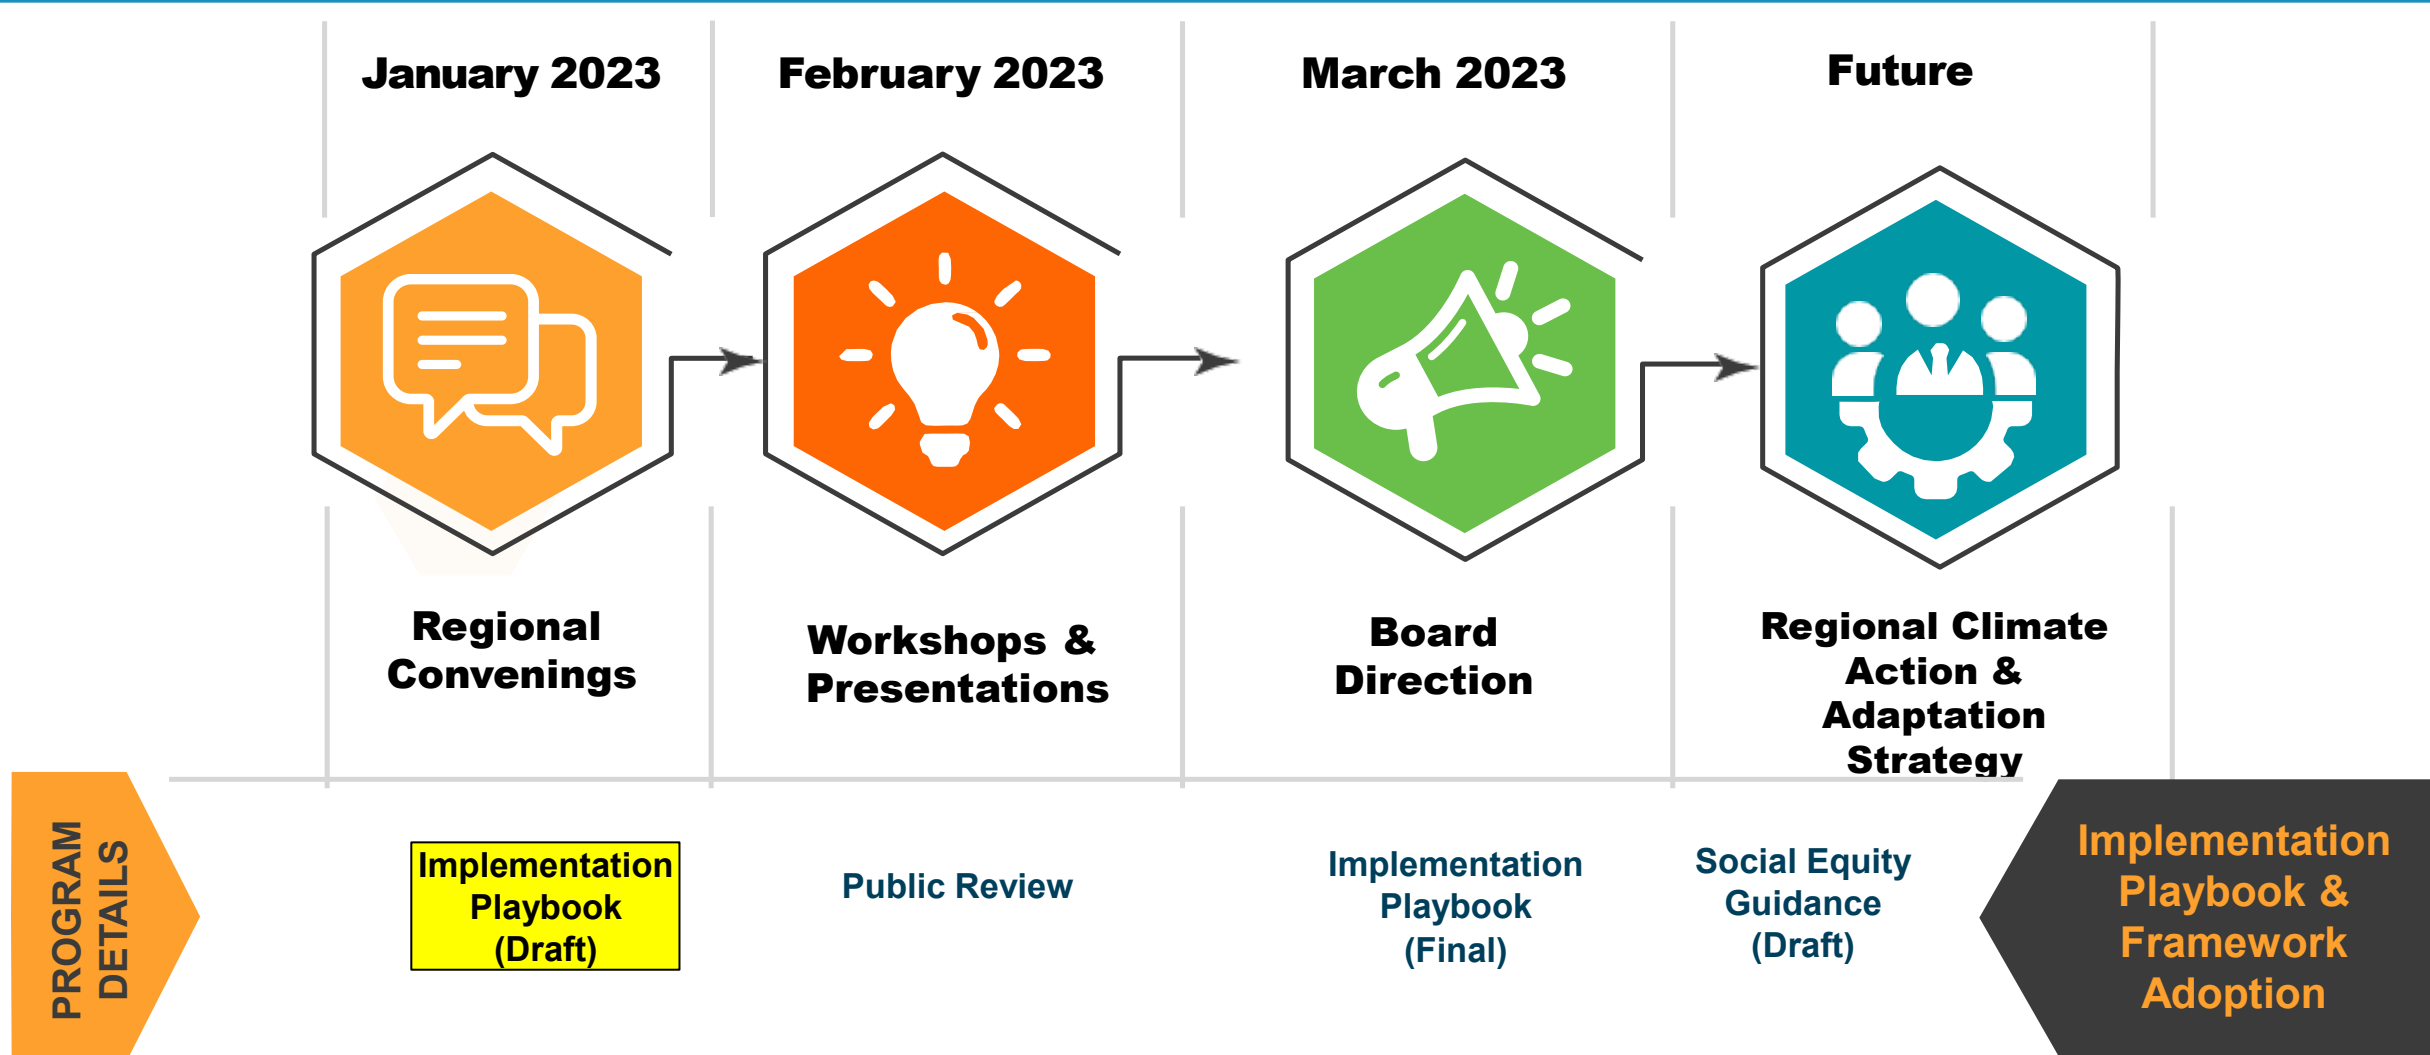 January 2023
February 2023
March 2023
Future
Regional
Convenings
Workshops &
Presentations
Board
Direction
Regional Climate
Action &
Adaptation
Strategy
PROGRAM
DETAILS
Implementation
Playbook
(Draft)
Public Review
Implementation
Playbook
(Final)
Social Equity
Guidance
(Draft)
Implementation
Playbook &
Framework
Adoption